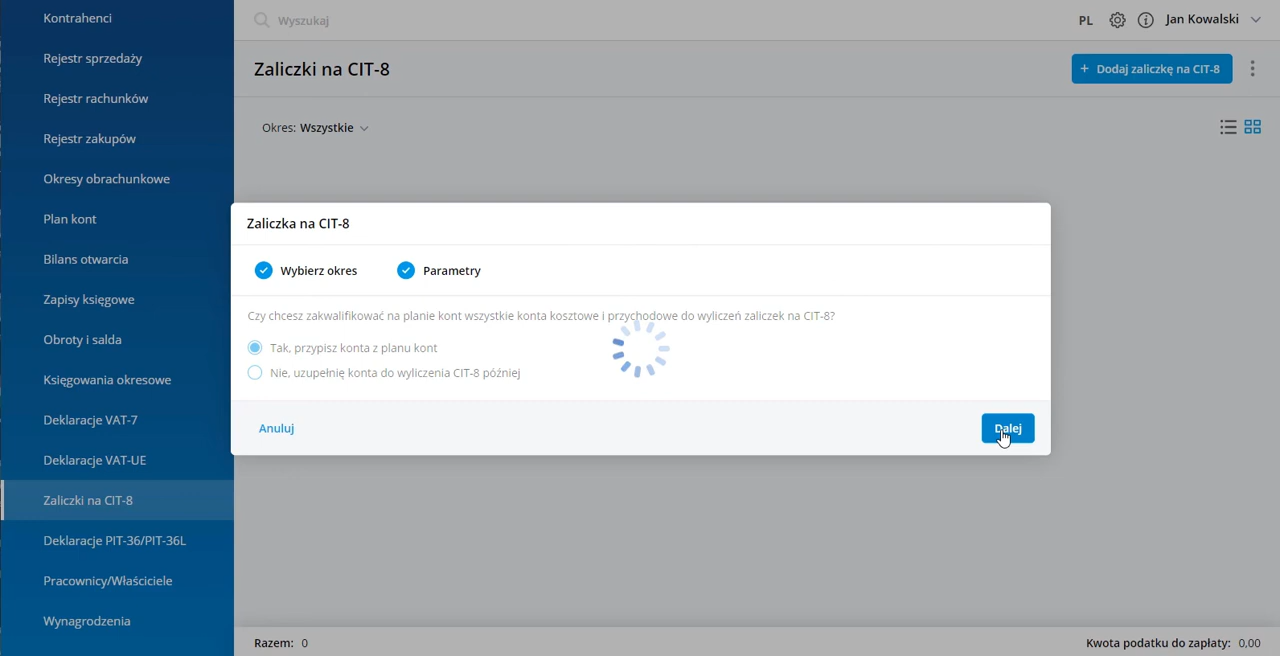 Kontrahenci
Rejestr sprzedaży
Rejestr rachunków
Rejestr zakupów
Okresy obrachunkowe
Plan kont
Bilans otwarcia
Zapisy księgowe
Obroty i salda
Księgowania okresowe
Deklaracje VAT-7
Deklaracje VAT-UE
Zaliczki na CIT-8
Deklaracje PIT-36/PIT-36L
Pracownicy/Właściciele
Wynagrodzenia
Wyszukaj
PL
Jan Kowalski
Zaliczki na CIT-8
+ Dodaj zaliczkę na CIT-8
Okres: Wszystkie
Zaliczka na CIT-8
Wybierz okres
Parametry
Czy chcesz zakwalifikować na planie kont wszystkie konta kosztowe i przychodowe do wyliczeń zaliczek na CIT-8?
Tak, przypisz konta z planu kont
Nie, uzupełnię konta do wyliczenia CIT-8 później
Anuluj
Dalej
Razem: 0
Kwota podatku do zapłaty: 0,00